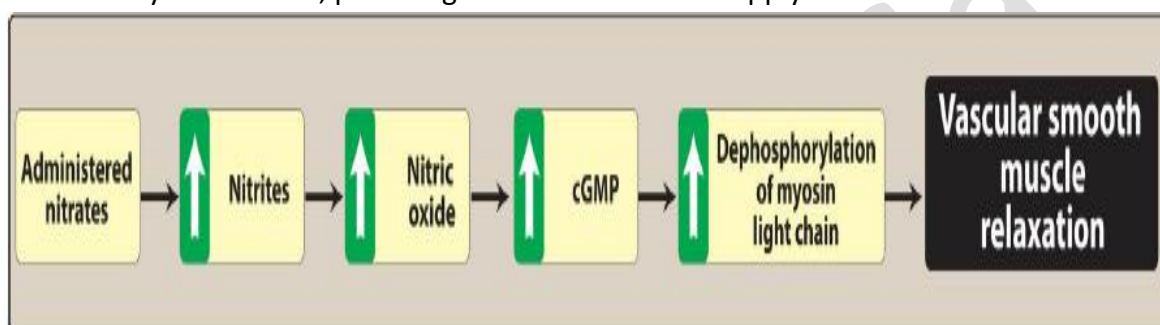 Administered
nitrates
Nitrites
Nitric
oxide
cGMP
Dephosphorylation
of myosin
light chain
Vascular smooth
muscle
relaxation